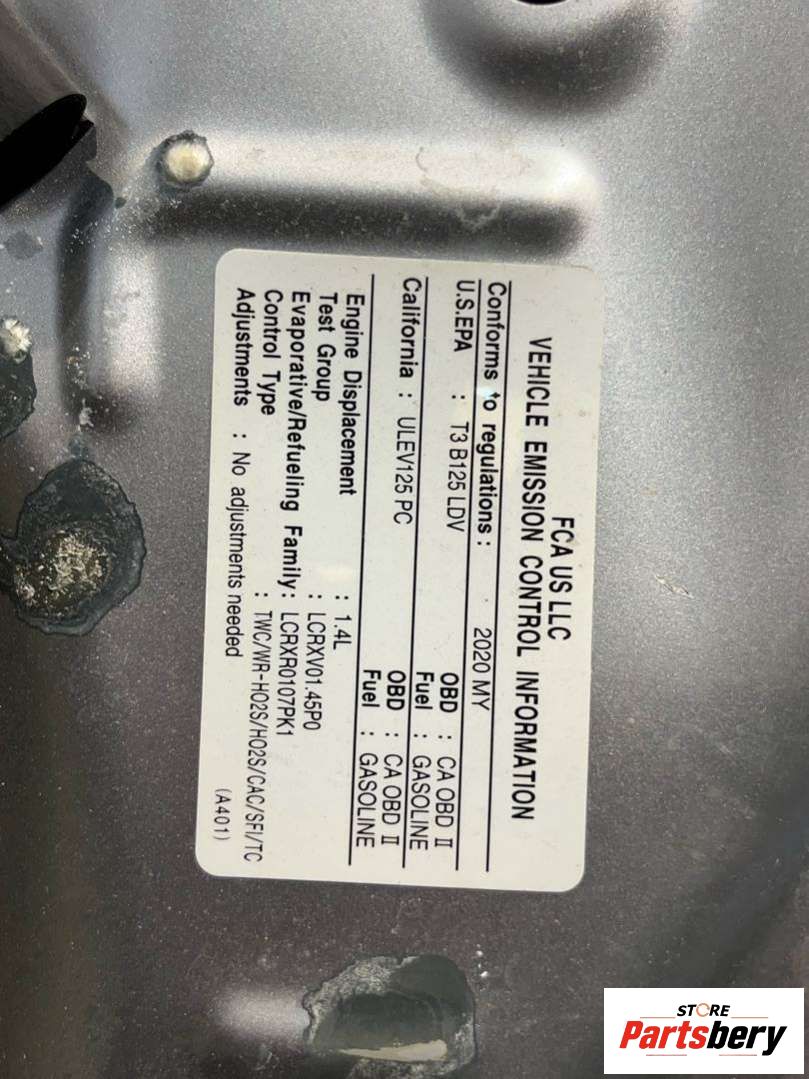 FCA US LLC
VEHICLE EMISSION CONTROL INFORMATION
Conforms to regulations : 2020 MY
U.S.EPA : T3 B125 LDV OBD : CA OBD II
Fuel : GASOLINE
California : ULEV125 PC OBD : CA OBD II
Fuel : GASOLINE
Engine Displacement : 1.4L
Test Group : LCRXV01.45P0
Evaporative/Refueling Family : LCRXR0107PK1
Control Type : TWC/WR-HO2S/HO2S/CAC/SFI/TC
Adjustments : No adjustments needed
(A401)
STORE
Partsbery